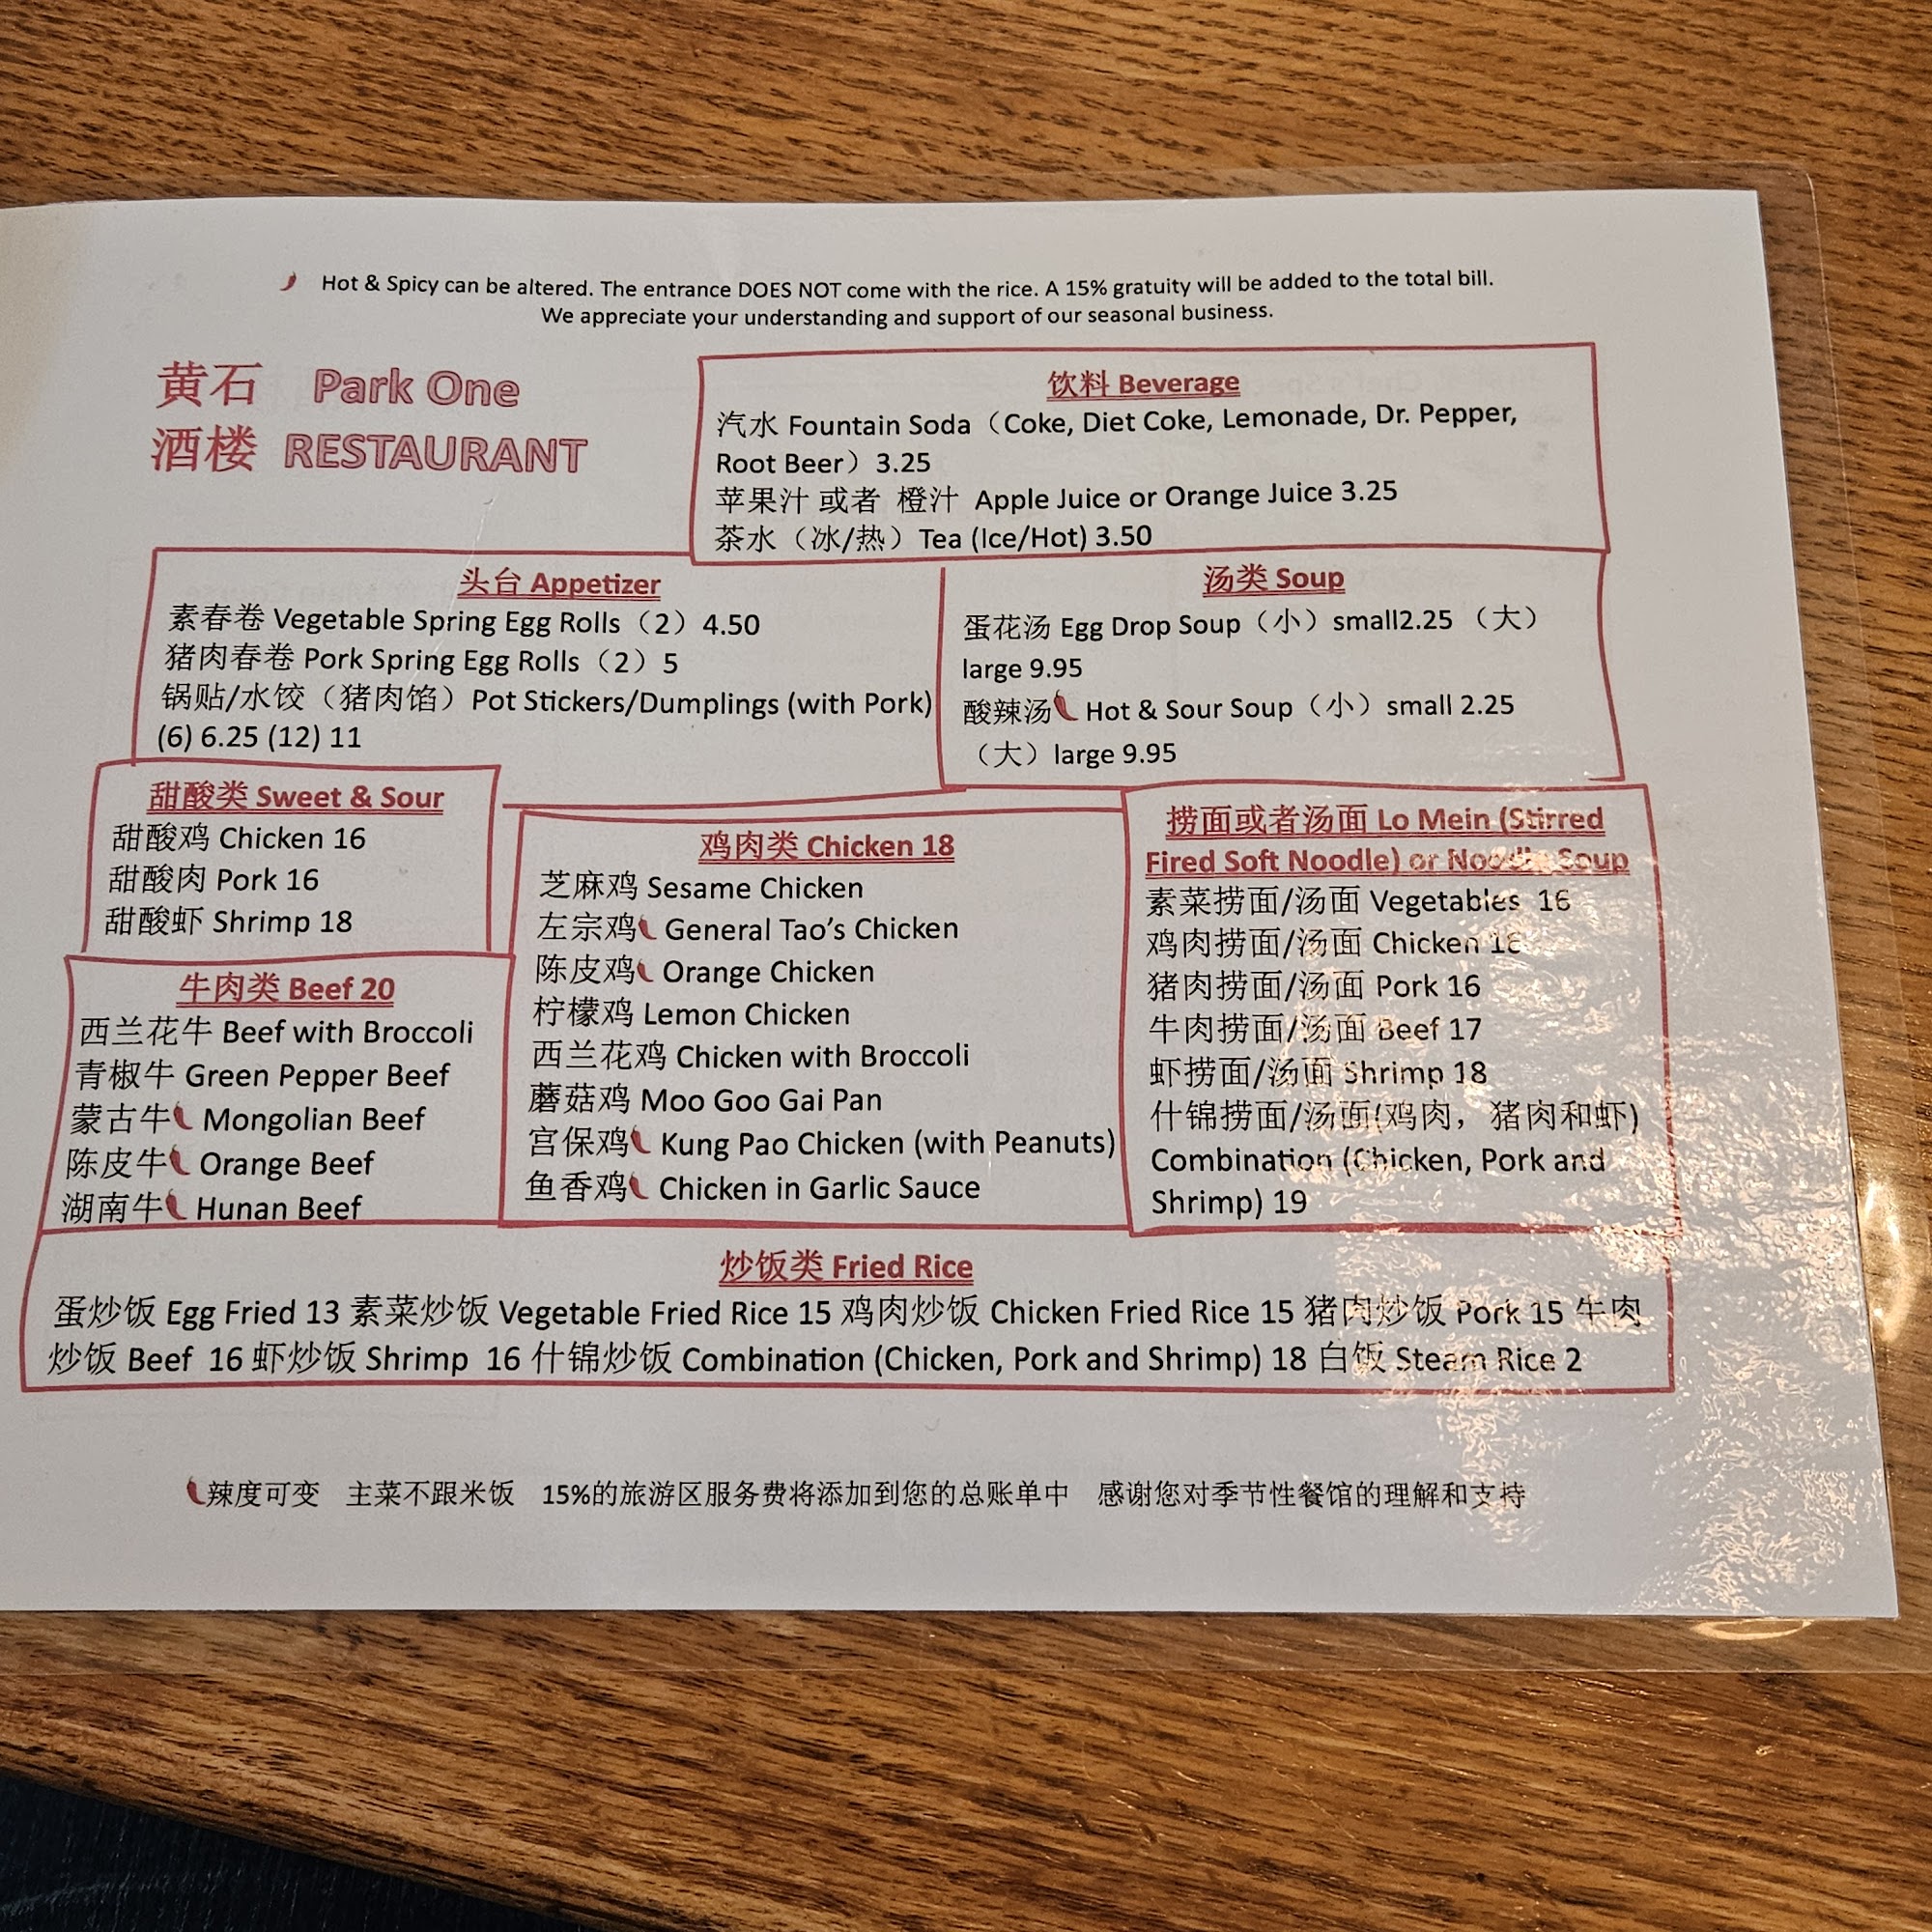 Hot & Spicy can be altered. The entrance DOES NOT come with the rice. A 15% gratuity will be added to the total bill.
We appreciate your understanding and support of our seasonal business.
黄石 Park One
酒楼 RESTAURANT
饮料 Beverage
汽水 Fountain Soda（Coke, Diet Coke, Lemonade, Dr. Pepper,
Root Beer）3.25
苹果汁 或者 橙汁 Apple Juice or Orange Juice 3.25
茶水（冰/热）Tea (Ice/Hot) 3.50
头台 Appetizer
素春卷 Vegetable Spring Egg Rolls（2）4.50
猪肉春卷 Pork Spring Egg Rolls（2）5
锅贴/水饺（猪肉馅）Pot Stickers/Dumplings (with Pork)
(6) 6.25 (12) 11
汤类 Soup
蛋花汤 Egg Drop Soup（小）small2.25 （大）
large 9.95
酸辣汤 Hot & Sour Soup（小）small 2.25
（大）large 9.95
甜酸类 Sweet & Sour
甜酸鸡 Chicken 16
甜酸肉 Pork 16
甜酸虾 Shrimp 18
牛肉类 Beef 20
西兰花牛 Beef with Broccoli
青椒牛 Green Pepper Beef
蒙古牛 Mongolian Beef
陈皮牛 Orange Beef
湖南牛 Hunan Beef
鸡肉类 Chicken 18
芝麻鸡 Sesame Chicken
左宗鸡 General Tao's Chicken
陈皮鸡 Orange Chicken
柠檬鸡 Lemon Chicken
西兰花鸡 Chicken with Broccoli
蘑菇鸡 Moo Goo Gai Pan
宫保鸡 Kung Pao Chicken (with Peanuts)
鱼香鸡 Chicken in Garlic Sauce
捞面或者汤面 Lo Mein (Stirred
Fired Soft Noodle) or Noodle Soup
素菜捞面/汤面 Vegetables 16
鸡肉捞面/汤面 Chicken
猪肉捞面/汤面 Pork 16
牛肉捞面/汤面 Beef 17
虾捞面/汤面 Shrimp 18
什锦捞面/汤面(鸡肉，猪肉和虾)
Combination (Chicken, Pork and
Shrimp) 19
炒饭类 Fried Rice
蛋炒饭 Egg Fried 13 素菜炒饭 Vegetable Fried Rice 15 鸡肉炒饭 Chicken Fried Rice 15 猪肉炒饭 Pork 15 牛肉
炒饭 Beef 16 虾炒饭 Shrimp 16 什锦炒饭 Combination (Chicken, Pork and Shrimp) 18 白饭 Steam Rice 2
辣度可变 主菜不跟米饭 15%的旅游区服务费将添加到您的总账单中 感谢您对季节性餐馆的理解和支持